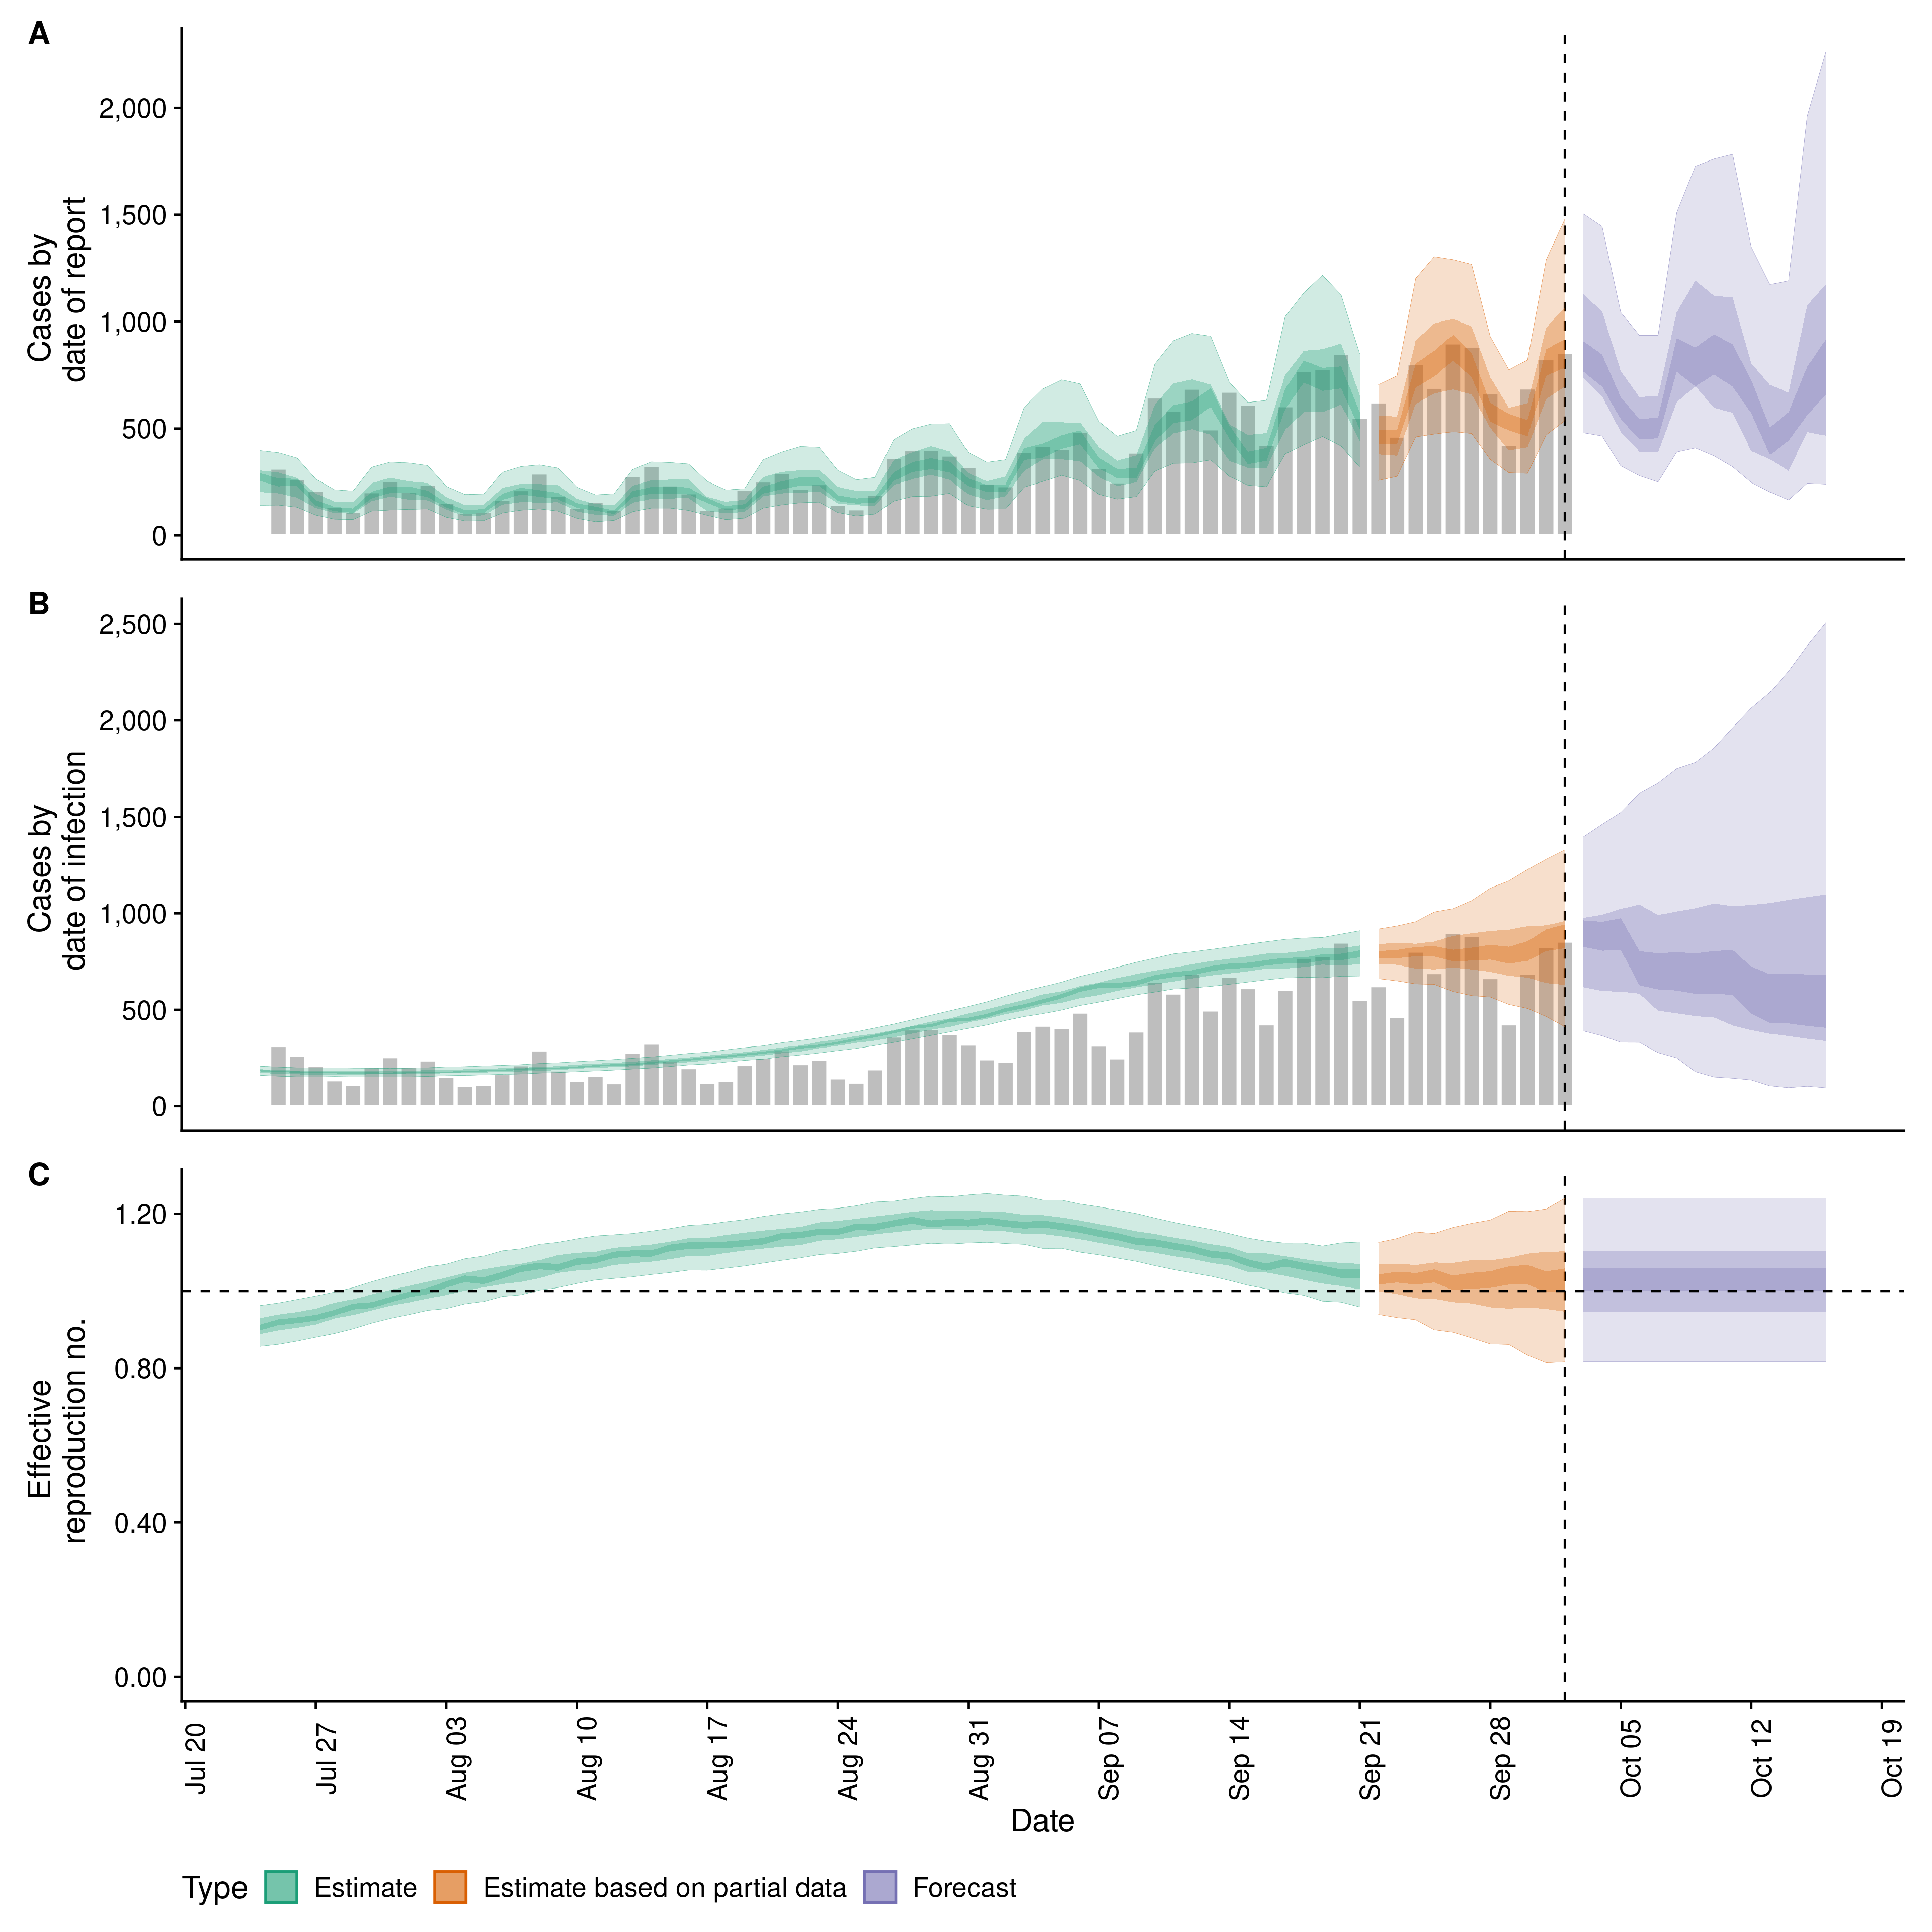 A
2,000
1,500
1,000
500
0
Cases by
date of report
B
2,500
2,000
1,500
1,000
500
0
Cases by
date of infection
C
1.20
0.80
0.40
0.00
Effective
reproduction no.
Jul 20
Jul 27
Aug 03
Aug 10
Aug 17
Aug 24
Aug 31
Sep 07
Sep 14
Sep 21
Sep 28
Oct 05
Oct 12
Oct 19
Date
Type Estimate Estimate based on partial data Forecast